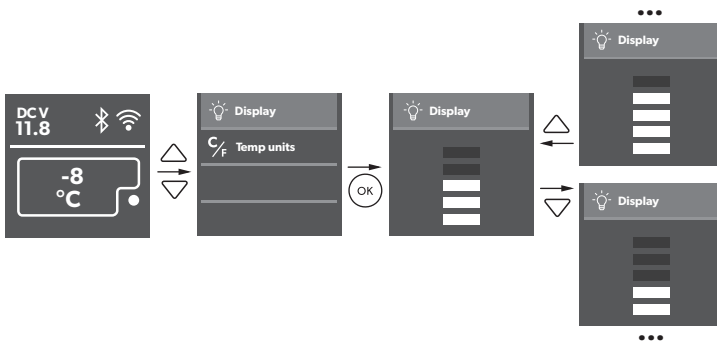 DC V
11.8
-8
°C
Display
C/F Temp units
OK
Display
•••
Display
Display
•••